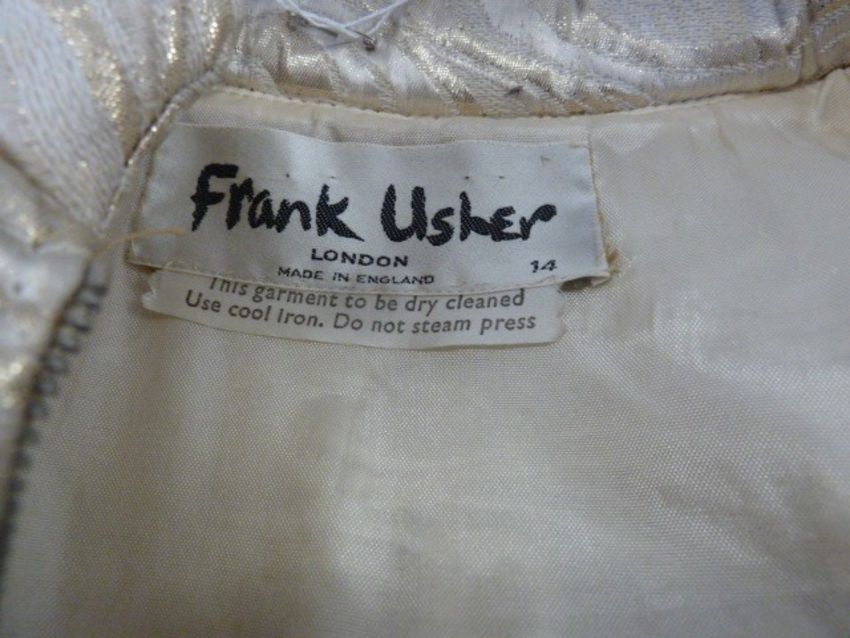 Frank Usher
LONDON
MADE IN ENGLAND
14
This garment to be dry cleaned
Use cool Iron. Do not steam press